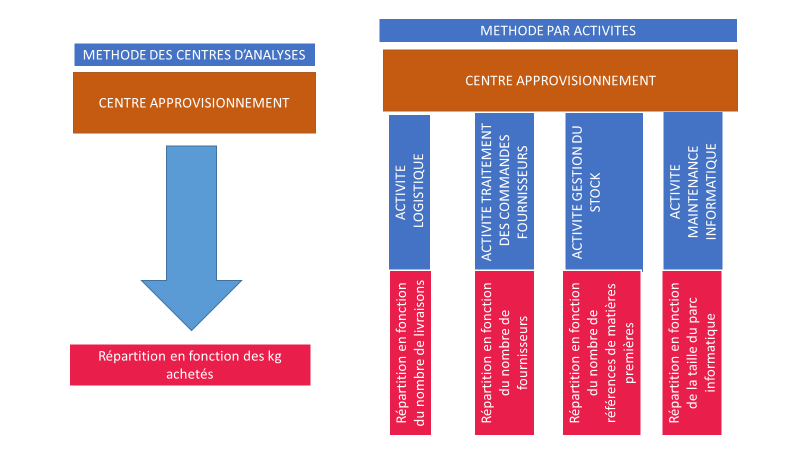 METHODE DES CENTRES D'ANALYSES
CENTRE APPROVISIONNEMENT
Répartition en fonction des kg
achetés
METHODE PAR ACTIVITES
CENTRE APPROVISIONNEMENT
ACTIVITE
LOGISTIQUE
Répartition en fonction
du nombre de livraisons
ACTIVITE TRAITEMENT
DES COMMANDES
FOURNISSEURS
Répartition en fonction
du nombre de
fournisseurs
ACTIVITE GESTION DU
STOCK
Répartition en fonction
du nombre de
références de matières
premières
ACTIVITE
MAINTENANCE
INFORMATIQUE
Répartition en fonction
de la taille du parc
informatique